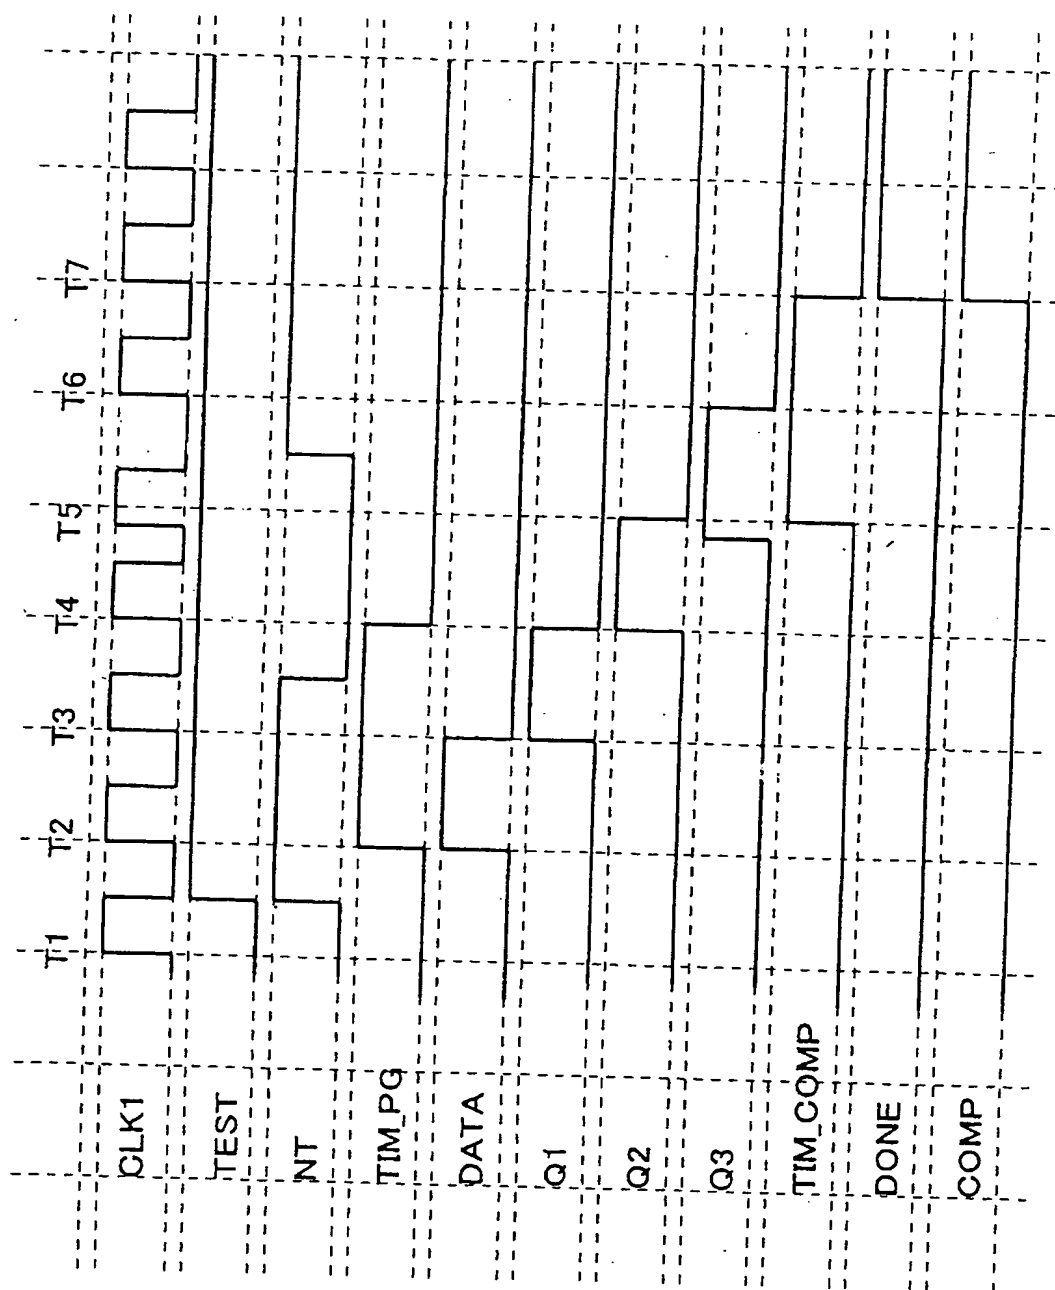 T1 T2 T3 T4 T5 T6 T7
CLK1
TEST
NT
TIM_PG
DATA
Q1
Q2
Q3
TIM_COMP
DONE
COMP